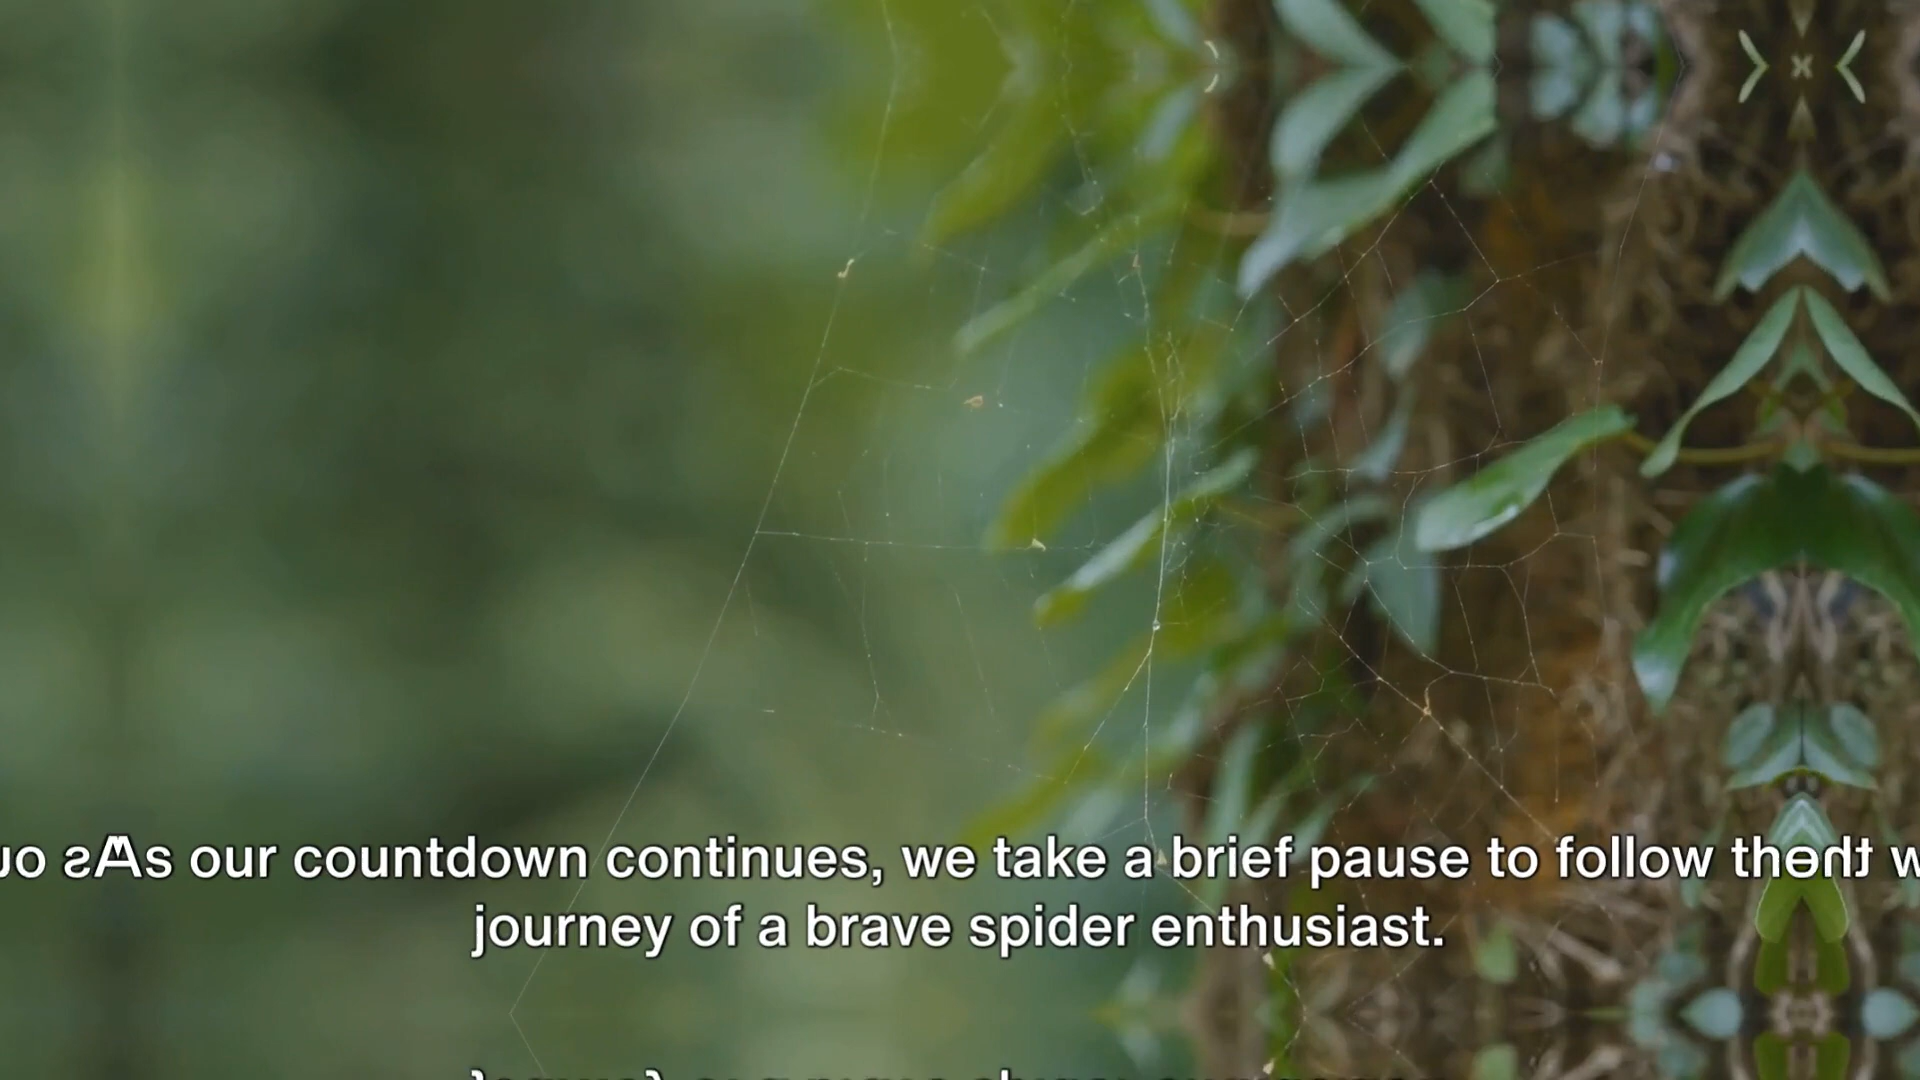 As our countdown continues, we take a brief pause to follow the
journey of a brave spider enthusiast.